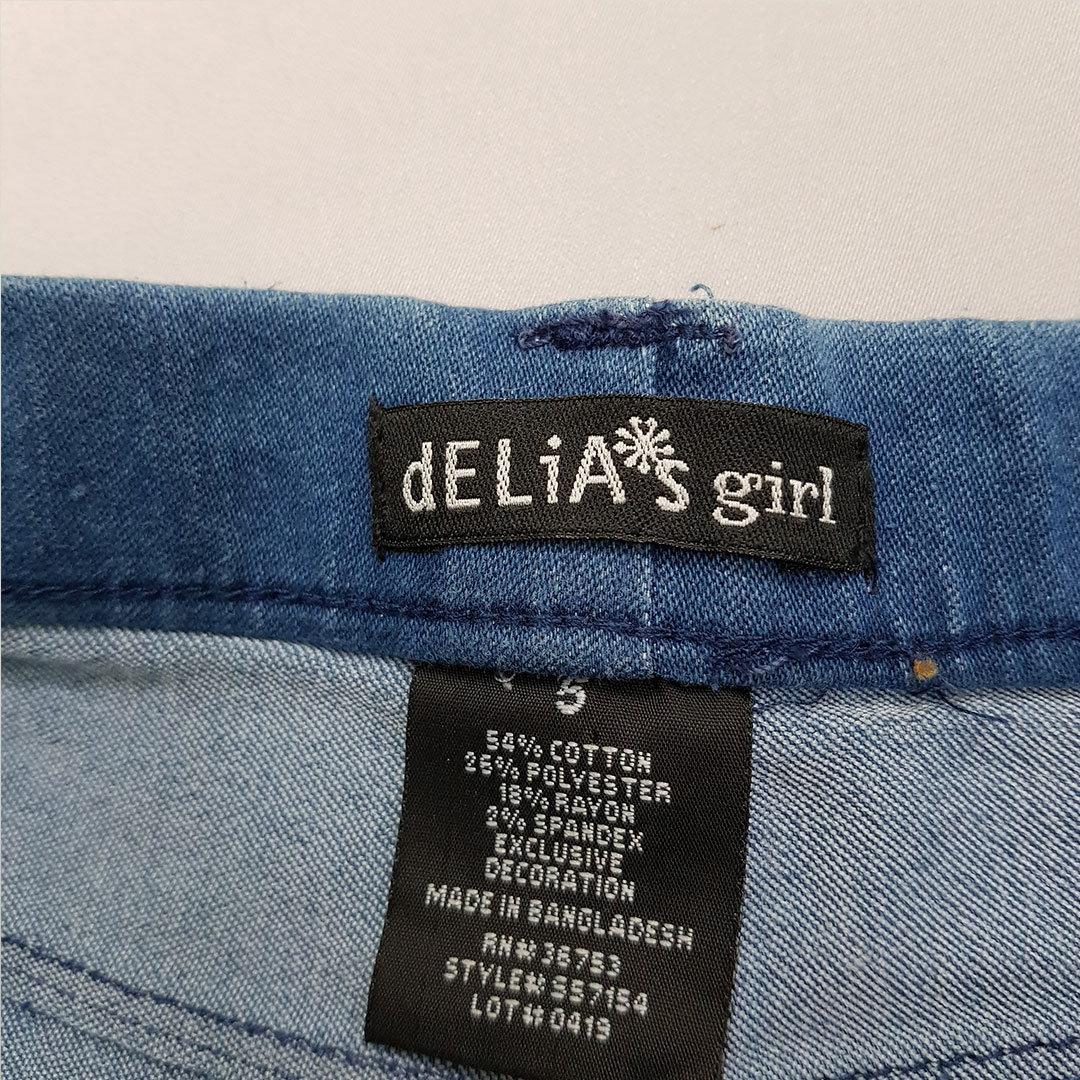 dELiA*s girl
5
54% COTTON
26% POLYESTER
18% RAYON
2% SPANDEX
EXCLUSIVE
DECORATION
MADE IN BANGLADESH
RN# 36753
STYLE# 557154
LOT# 0419